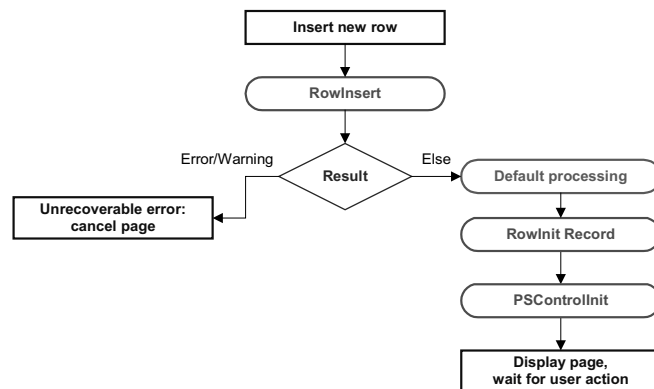 Insert new row
RowInsert
Error/Warning
Result
Else
Unrecoverable error:
cancel page
Default processing
RowInit Record
PSControlInit
Display page,
wait for user action